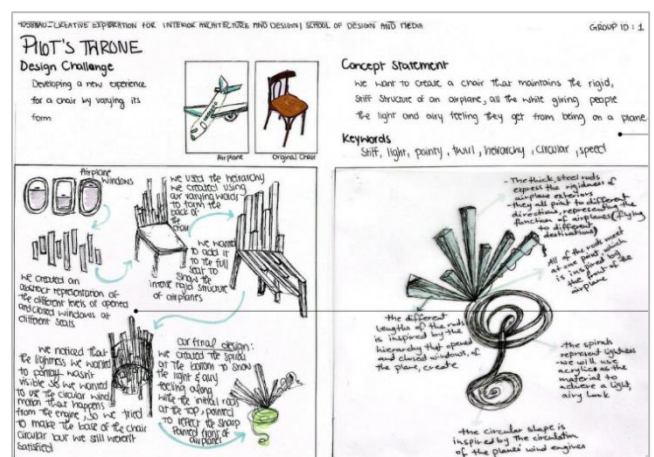 CREATIVE EXPLORATION FOR INTERIOR ARCHITECTURE AND DESIGN | SCHOOL OF DESIGN AND MEDIA
GROUP ID : 1
PILOT'S THRONE
Design Challenge
Developing a new experience
for a chair by varying its
form
Airplane
Original Chair
Concept Statement
we want to create a chair that maintains the rigid,
stiff structure of an airplane, all the while giving people
the light and airy feeling they get from being on a plane
Keywords
Stiff, light, pointy, twirl, heirarchy, circular, speed
Airplane
windows
we created an
abstract representation of
the different levels of opened
and closed windows at
different seats
we used the heirarchy
we created using
our varying
to form the
back of
the
chair
we wanted
to add it
to the full
seat to
show the
rigid structure
of airplanes
we noticed that
the lightness we wanted
to portray wasn't
visible so we wanted
to use the circular wind
motion that happens
from the engine, so we tried
to make the base of the chair
circular but we still weren't
satisfied
our final design:
we created the spiral
at the bottom to show
the light & airy
feeling along
with the initial rods
at the top, pointed
to reflect the sharp
pointed front of
airplane
- The thick, steel rods
express the rigidness of
airplane exteriors
- they all point to different
directions, representing the
function of airplanes (flying
to different
destinations)
All of the rods meet
at one point which
is inspired by
the front of the
airplane
the different
lengths of the rods
is inspired by the
hierarchy that opened
and closed windows, of
the plane, create
- the spirals
represent lightness
- we will use
acrylic as the
material to
achieve a light,
airy look
the circular shape is
inspired by the circulation
of the planes wind engines